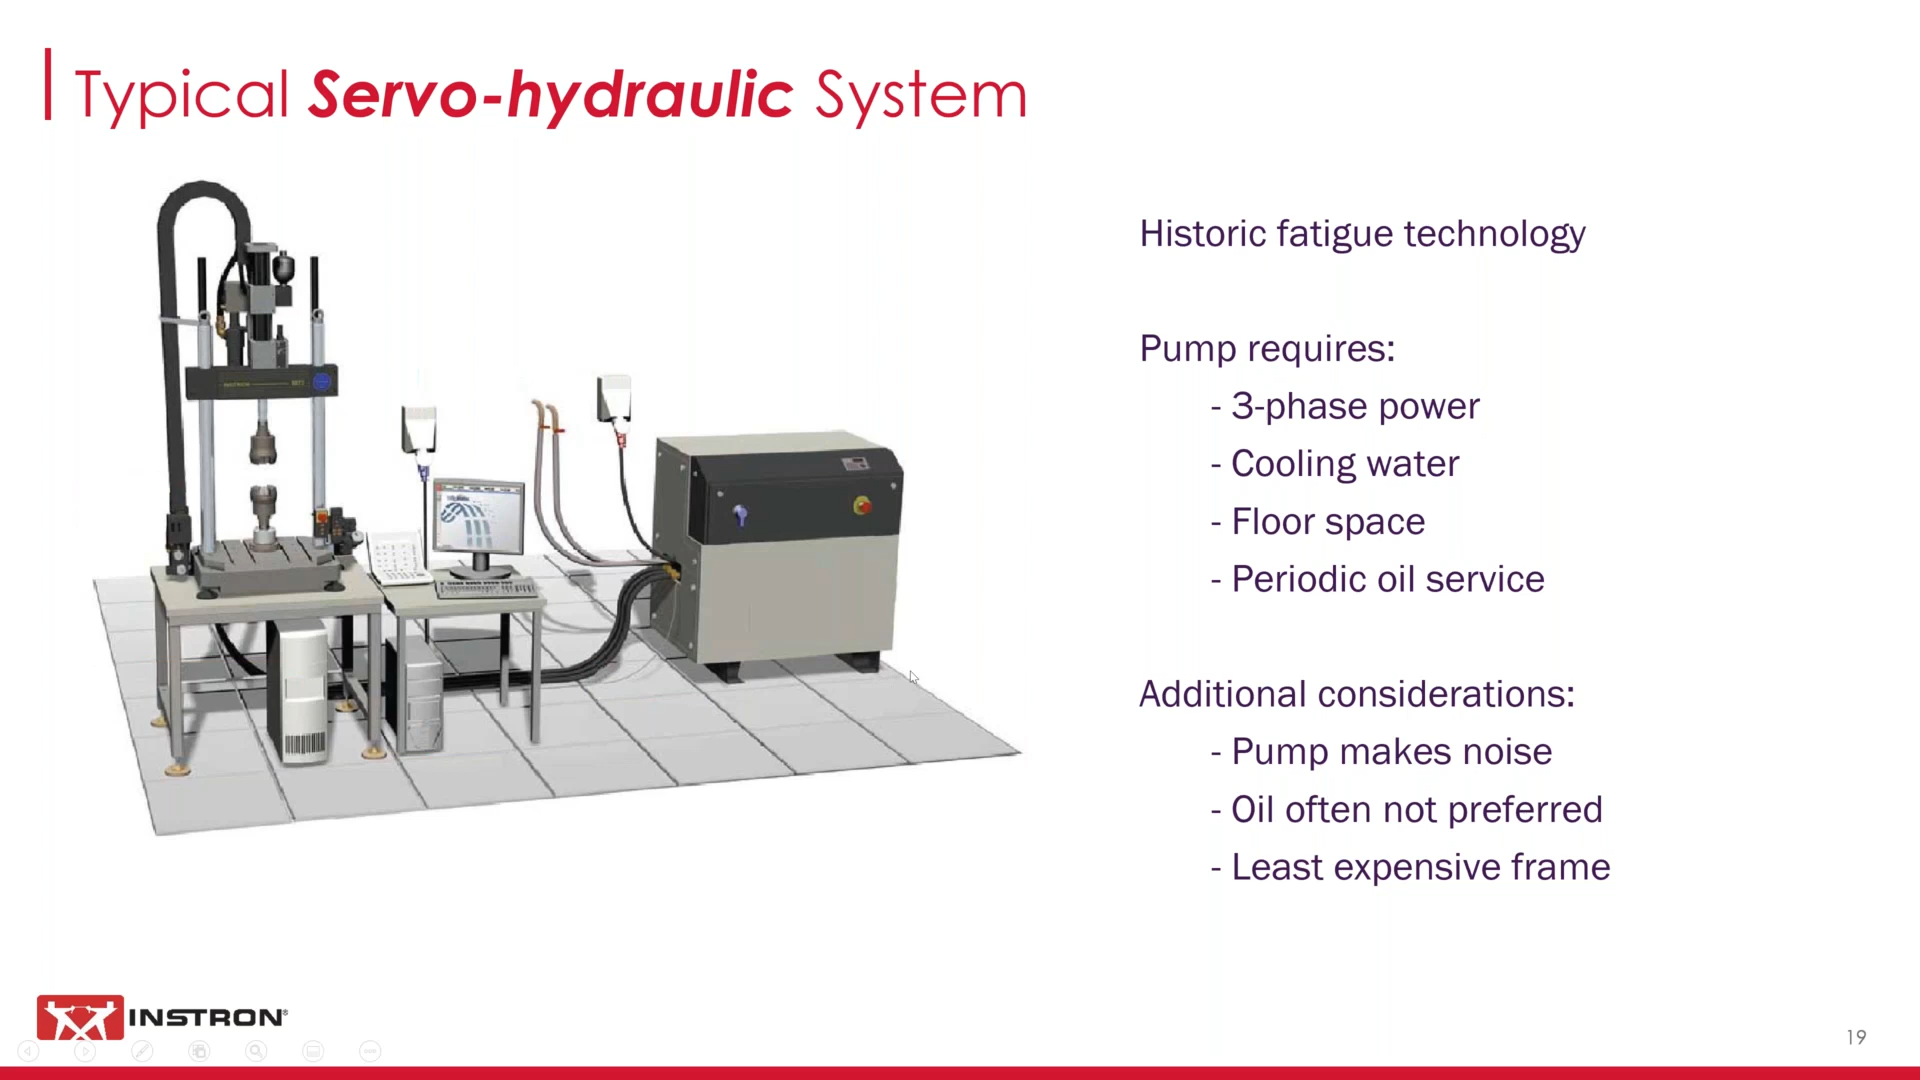 Typical Servo-hydraulic System
Historic fatigue technology
Pump requires:
- 3-phase power
- Cooling water
- Floor space
- Periodic oil service
Additional considerations:
- Pump makes noise
- Oil often not preferred
- Least expensive frame
INSTRON®
19